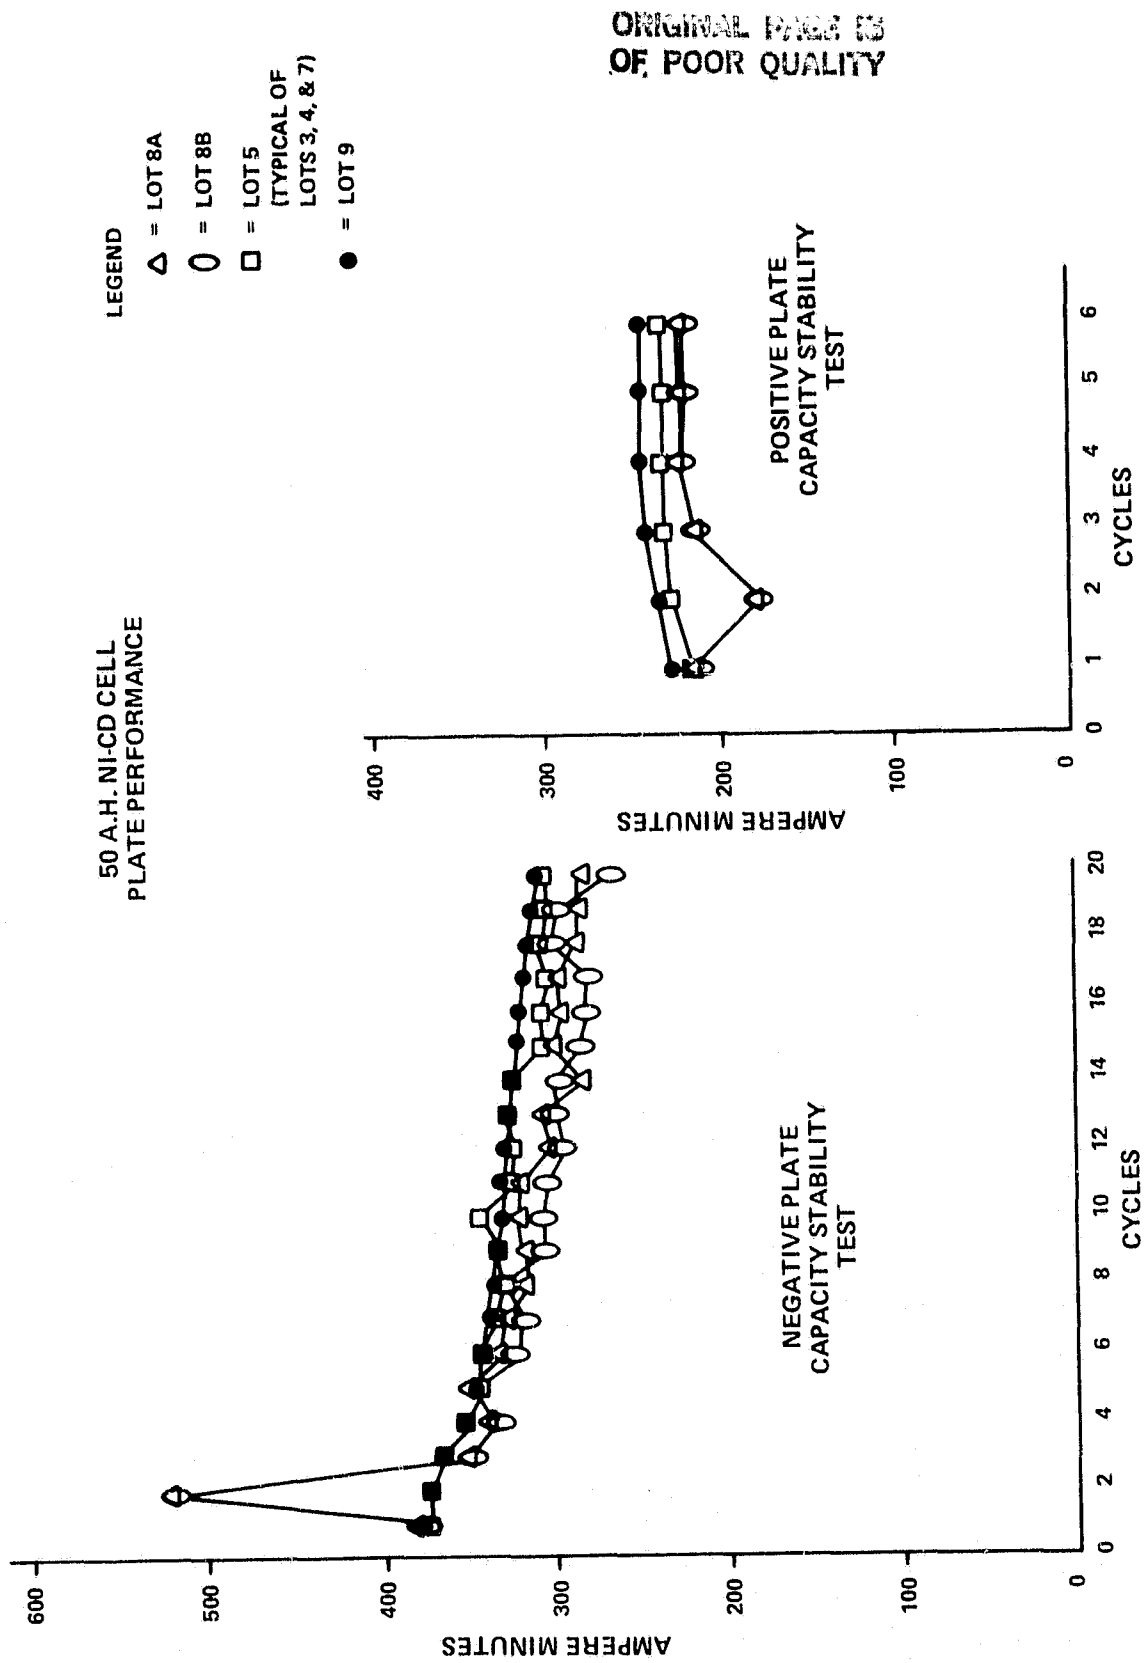 ORIGINAL PAGE IS
OF POOR QUALITY
50 A.H. NI-CD CELL
PLATE PERFORMANCE
LEGEND
= LOT 8A
= LOT 8B
= LOT 5
(TYPICAL OF
LOTS 3, 4, & 7)
= LOT 9
AMPERE MINUTES
600
500
400
300
200
100
0
0
2
4
6
8
10
12
14
16
18
20
CYCLES
NEGATIVE PLATE
CAPACITY STABILITY
TEST
AMPERE MINUTES
400
300
200
100
0
0
1
2
3
4
5
6
CYCLES
POSITIVE PLATE
CAPACITY STABILITY
TEST